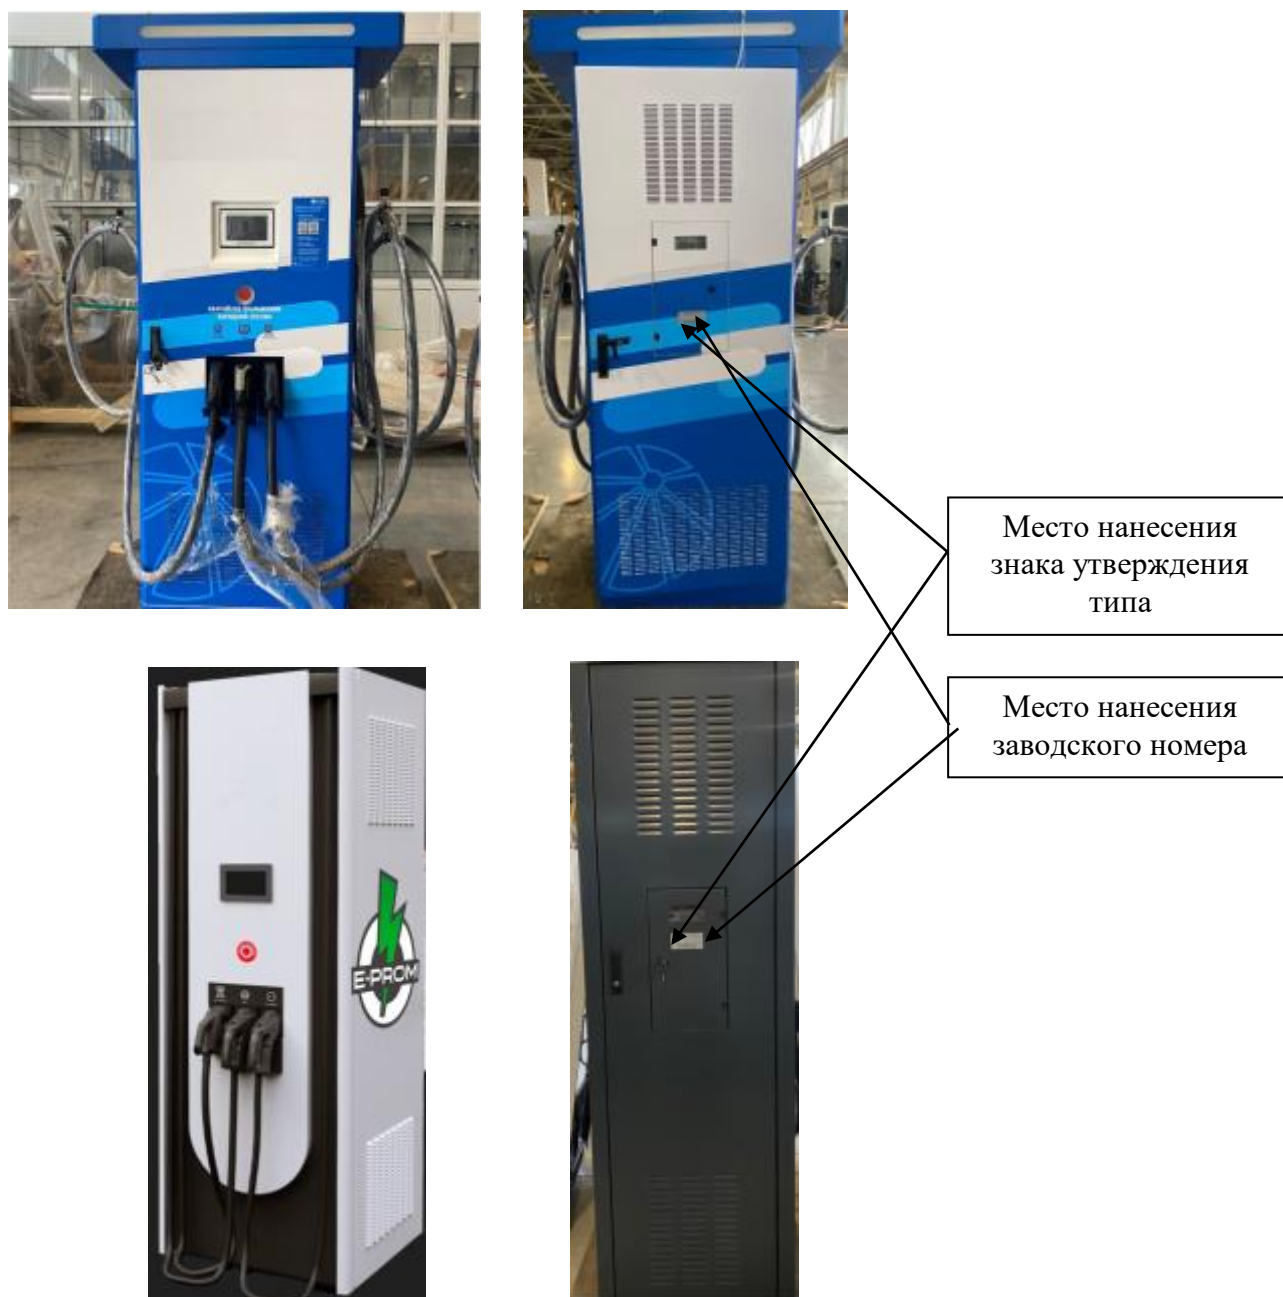 Место нанесения
знака утверждения
типа
Место нанесения
заводского номера
E-PROM